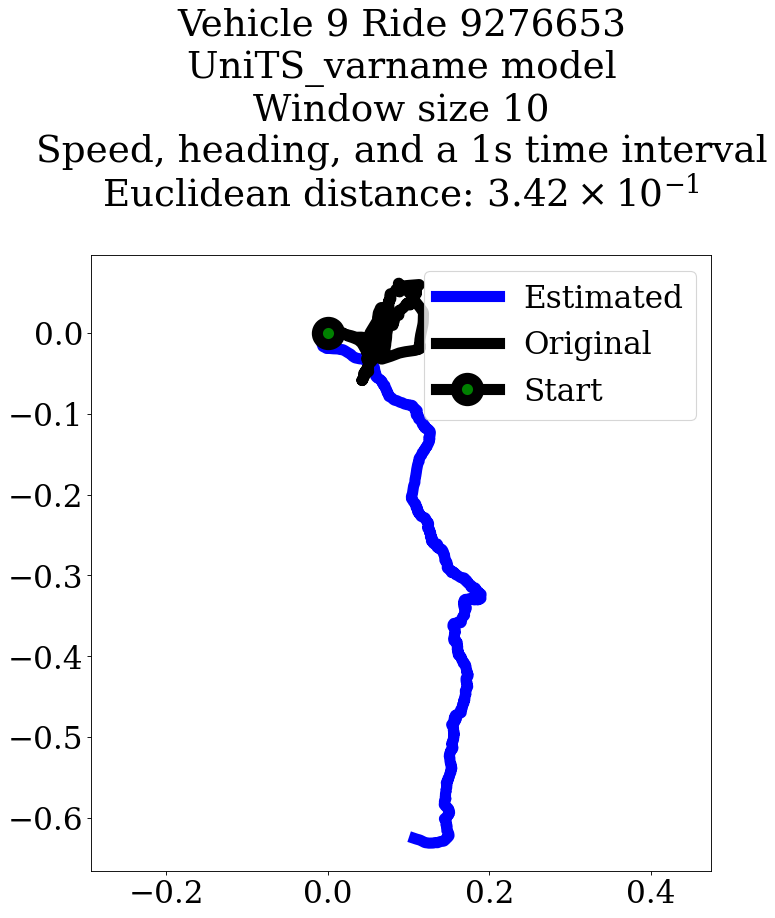 Vehicle 9 Ride 9276653
UniTS_varname model
Window size 10
Speed, heading, and a 1s time interval
Euclidean distance: 3.42 × 10⁻¹
Estimated
Original
Start
0.0
−0.1
−0.2
−0.3
−0.4
−0.5
−0.6
−0.2 0.0 0.2 0.4